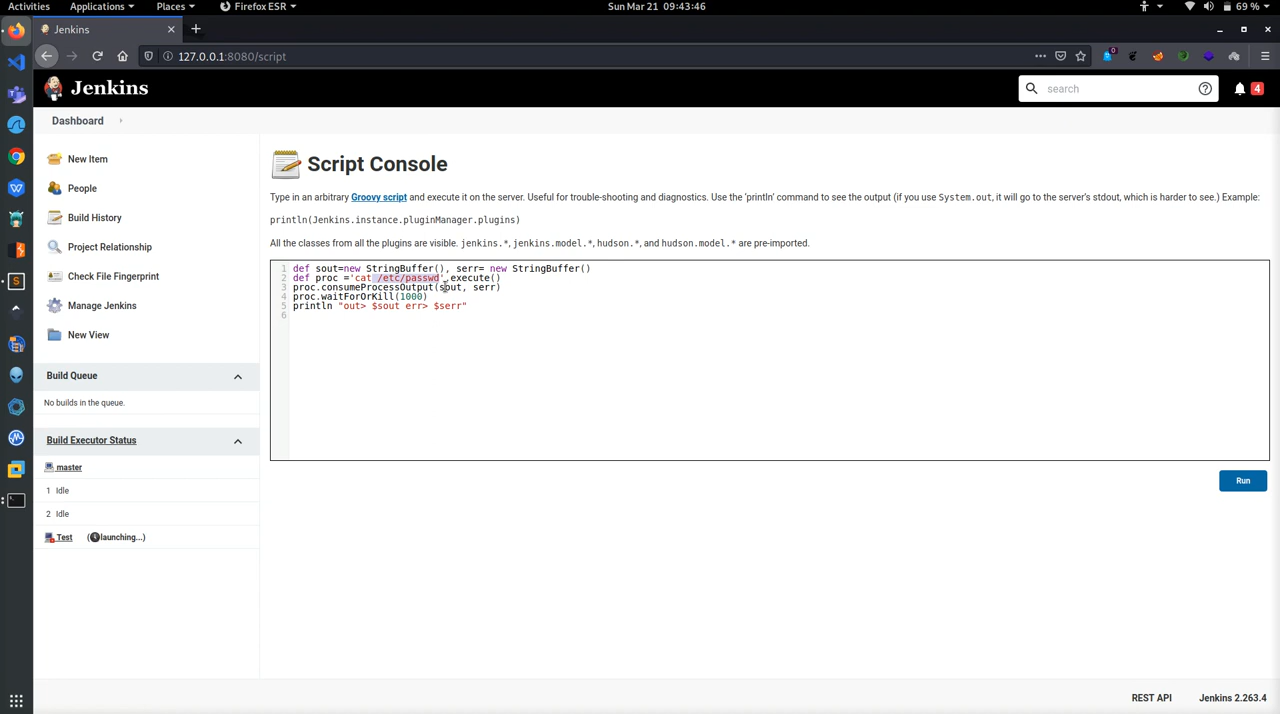 Activities Applications Places Firefox ESR Sun Mar 21 09:43:46 69 %
Jenkins
127.0.0.1:8080/script 0
Jenkins search 4
Dashboard
New Item
People
Build History
Project Relationship
Check File Fingerprint
Manage Jenkins
New View
Build Queue
No builds in the queue.
Build Executor Status
master
1 Idle
2 Idle
Test (launching...)
Script Console
Type in an arbitrary Groovy script and execute it on the server. Useful for trouble-shooting and diagnostics. Use the 'println' command to see the output (if you use System.out, it will go to the server's stdout, which is harder to see.) Example:
println(Jenkins.instance.pluginManager.plugins)
All the classes from all the plugins are visible. jenkins.*, jenkins.model.*, hudson.*, and hudson.model.* are pre-imported.
1 def sout=new StringBuffer(), serr= new StringBuffer()
2 def proc ='cat /etc/passwd'.execute()
3 proc.consumeProcessOutput(sout, serr)
4 proc.waitForOrKill(1000)
5 println "out> $sout err> $serr"
6
Run
REST API Jenkins 2.263.4